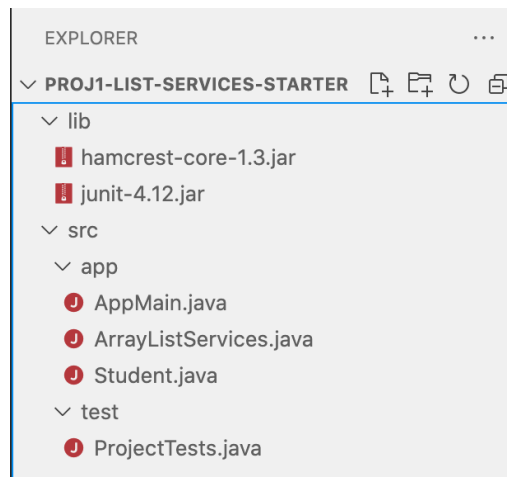 EXPLORER
PROJ1-LIST-SERVICES-STARTER
lib
hamcrest-core-1.3.jar
junit-4.12.jar
src
app
J AppMain.java
J ArrayListServices.java
J Student.java
test
J ProjectTests.java